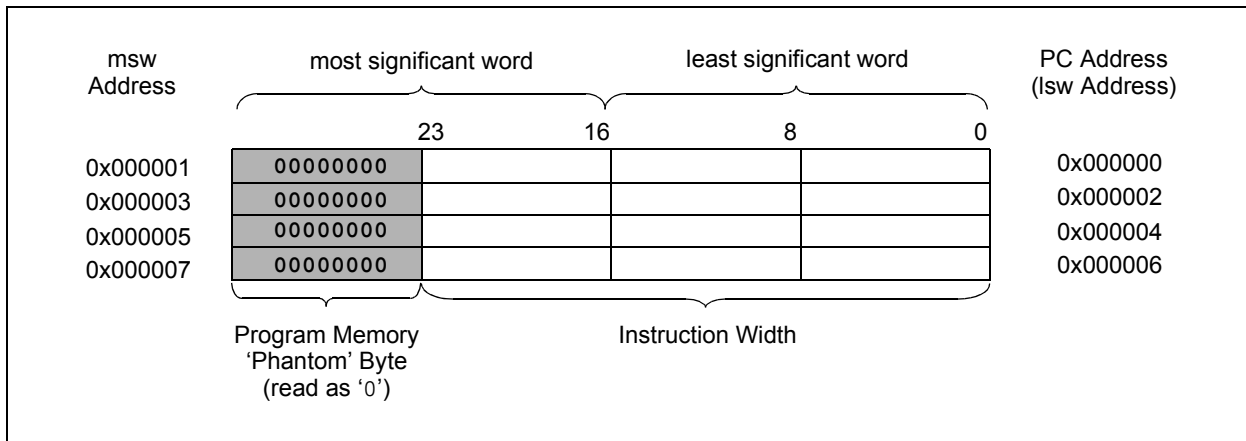 msw
Address
most significant word
least significant word
PC Address
(lsw Address)
23 16 8 0
0x000001 00000000 0x000000
0x000003 00000000 0x000002
0x000005 00000000 0x000004
0x000007 00000000 0x000006
Program Memory
‘Phantom’ Byte
(read as ‘0’)
Instruction Width